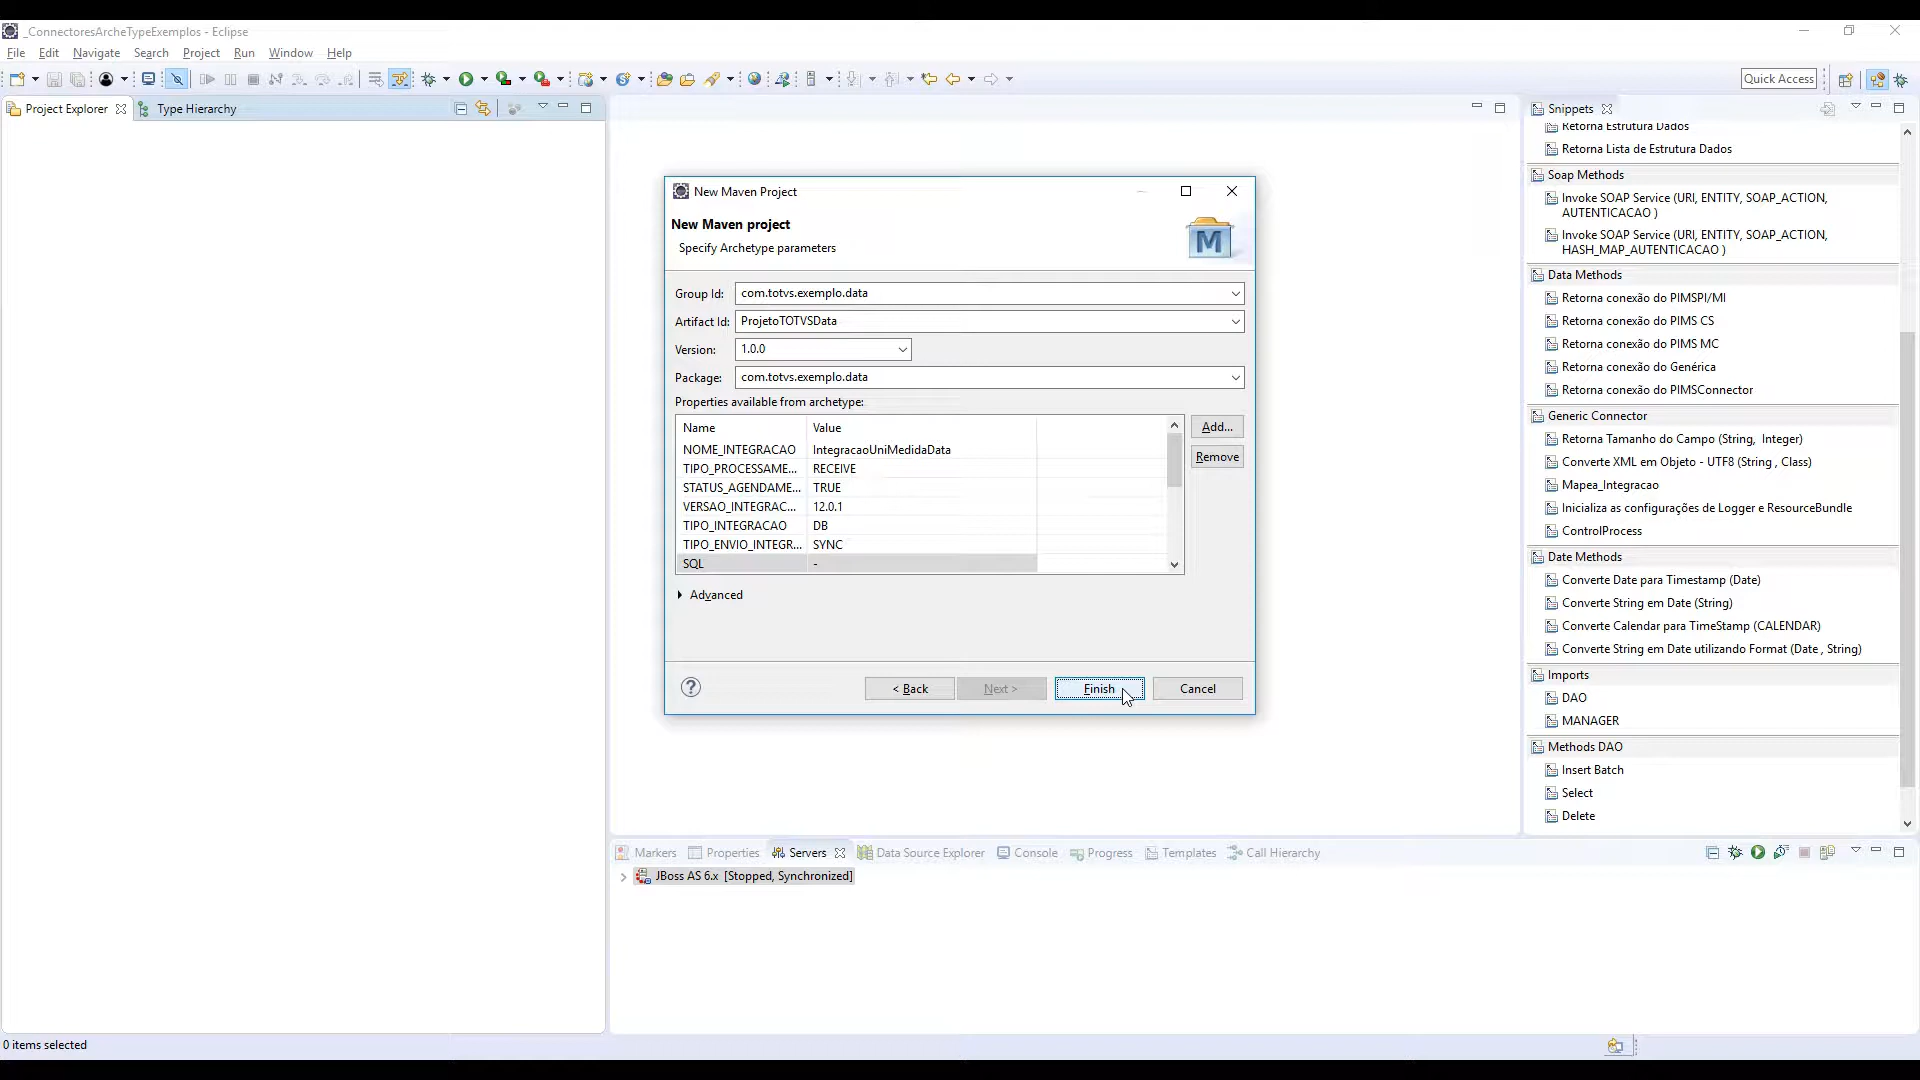 _ConnectoresArcheTypeExemplos - Eclipse
File Edit Navigate Search Project Run Window Help
Quick Access
Project Explorer
Type Hierarchy
New Maven Project
New Maven project
Specify Archetype parameters
M
Group Id: com.totvs.exemplo.data
Artifact Id: ProjetoTOTVSData
Version: 1.0.0
Package: com.totvs.exemplo.data
Properties available from archetype:
Name Value
NOME_INTEGRACAO IntegracaoUniMedidaData
TIPO_PROCESSAME... RECEIVE
STATUS_AGENDAME... TRUE
VERSAO_INTEGRAC... 12.0.1
TIPO_INTEGRACAO DB
TIPO_ENVIO_INTEGR... SYNC
SQL -
Add...
Remove
Advanced
?
< Back Next > Finish Cancel
Snippets
Retorna Estrutura Dados
Retorna Lista de Estrutura Dados
Soap Methods
Invoke SOAP Service (URI, ENTITY, SOAP_ACTION,
AUTENTICACAO )
Invoke SOAP Service (URI, ENTITY, SOAP_ACTION,
HASH_MAP_AUTENTICACAO )
Data Methods
Retorna conexão do PIMSPI/MI
Retorna conexão do PIMS CS
Retorna conexão do PIMS MC
Retorna conexão do Genérica
Retorna conexão do PIMSConnector
Generic Connector
Retorna Tamanho do Campo (String, Integer)
Converte XML em Objeto - UTF8 (String , Class)
Mapea_Integracao
Inicializa as configurações de Logger e ResourceBundle
ControlProcess
Date Methods
Converte Date para Timestamp (Date)
Converte String em Date (String)
Converte Calendar para TimeStamp (CALENDAR)
Converte String em Date utilizando Format (Date , String)
Imports
DAO
MANAGER
Methods DAO
Insert Batch
Select
Delete
Markers Properties Servers Data Source Explorer Console Progress Templates Call Hierarchy
JBoss AS 6.x [Stopped, Synchronized]
0 items selected